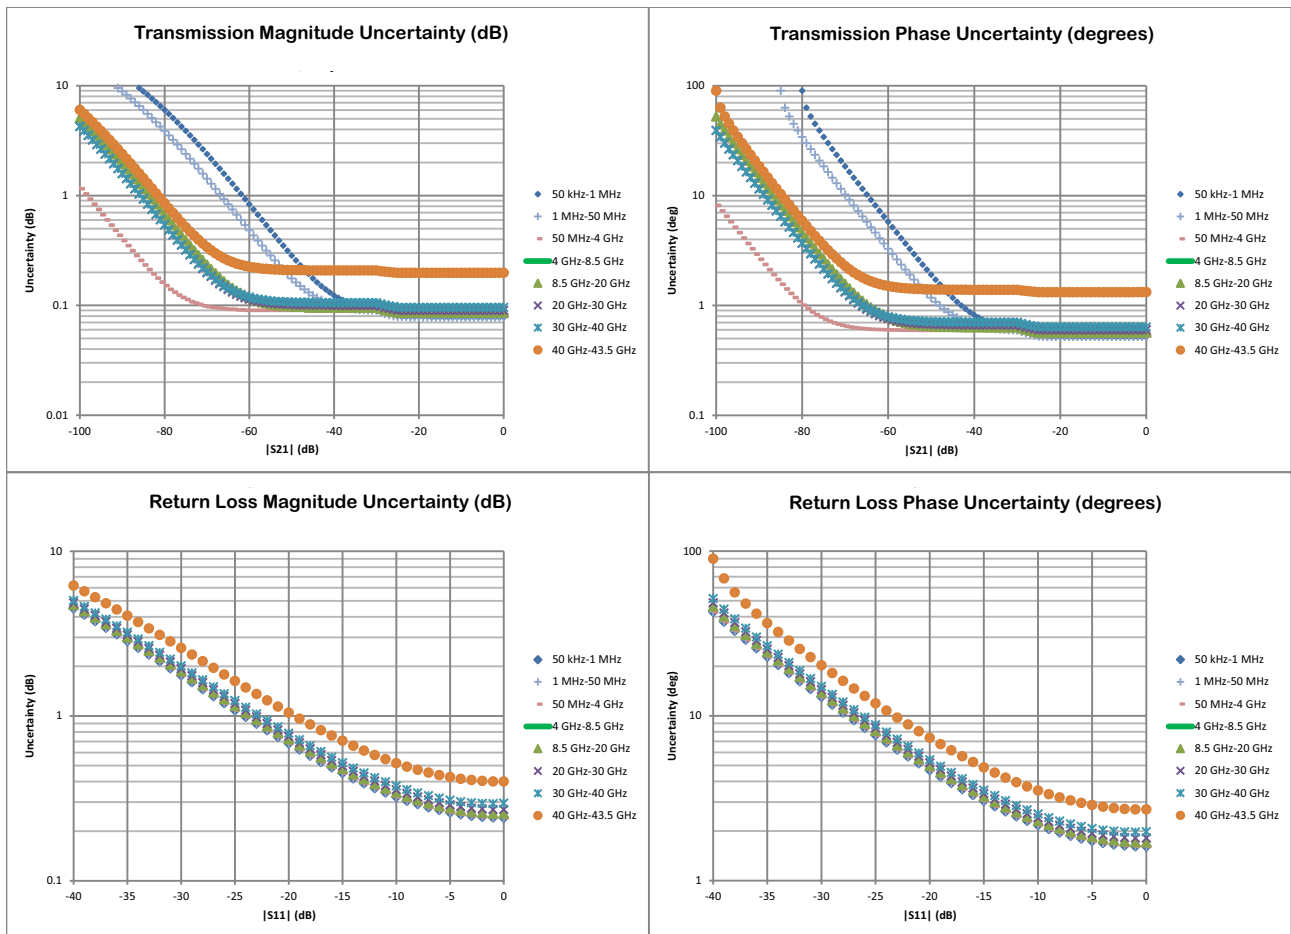 Transmission Magnitude Uncertainty (dB)
10
1
0.1
0.01
Uncertainty (dB)
-100
-80
-60
-40
-20
0
|S21| (dB)
50 kHz-1 MHz
1 MHz-50 MHz
50 MHz-4 GHz
4 GHz-8.5 GHz
8.5 GHz-20 GHz
20 GHz-30 GHz
30 GHz-40 GHz
40 GHz-43.5 GHz
Transmission Phase Uncertainty (degrees)
100
10
1
0.1
Uncertainty (deg)
-100
-80
-60
-40
-20
0
|S21| (dB)
50 kHz-1 MHz
1 MHz-50 MHz
50 MHz-4 GHz
4 GHz-8.5 GHz
8.5 GHz-20 GHz
20 GHz-30 GHz
30 GHz-40 GHz
40 GHz-43.5 GHz
Return Loss Magnitude Uncertainty (dB)
10
1
0.1
Uncertainty (dB)
-40
-35
-30
-25
-20
-15
-10
-5
0
|S11| (dB)
50 kHz-1 MHz
1 MHz-50 MHz
50 MHz-4 GHz
4 GHz-8.5 GHz
8.5 GHz-20 GHz
20 GHz-30 GHz
30 GHz-40 GHz
40 GHz-43.5 GHz
Return Loss Phase Uncertainty (degrees)
100
10
1
Uncertainty (deg)
-40
-35
-30
-25
-20
-15
-10
-5
0
|S11| (dB)
50 kHz-1 MHz
1 MHz-50 MHz
50 MHz-4 GHz
4 GHz-8.5 GHz
8.5 GHz-20 GHz
20 GHz-30 GHz
30 GHz-40 GHz
40 GHz-43.5 GHz